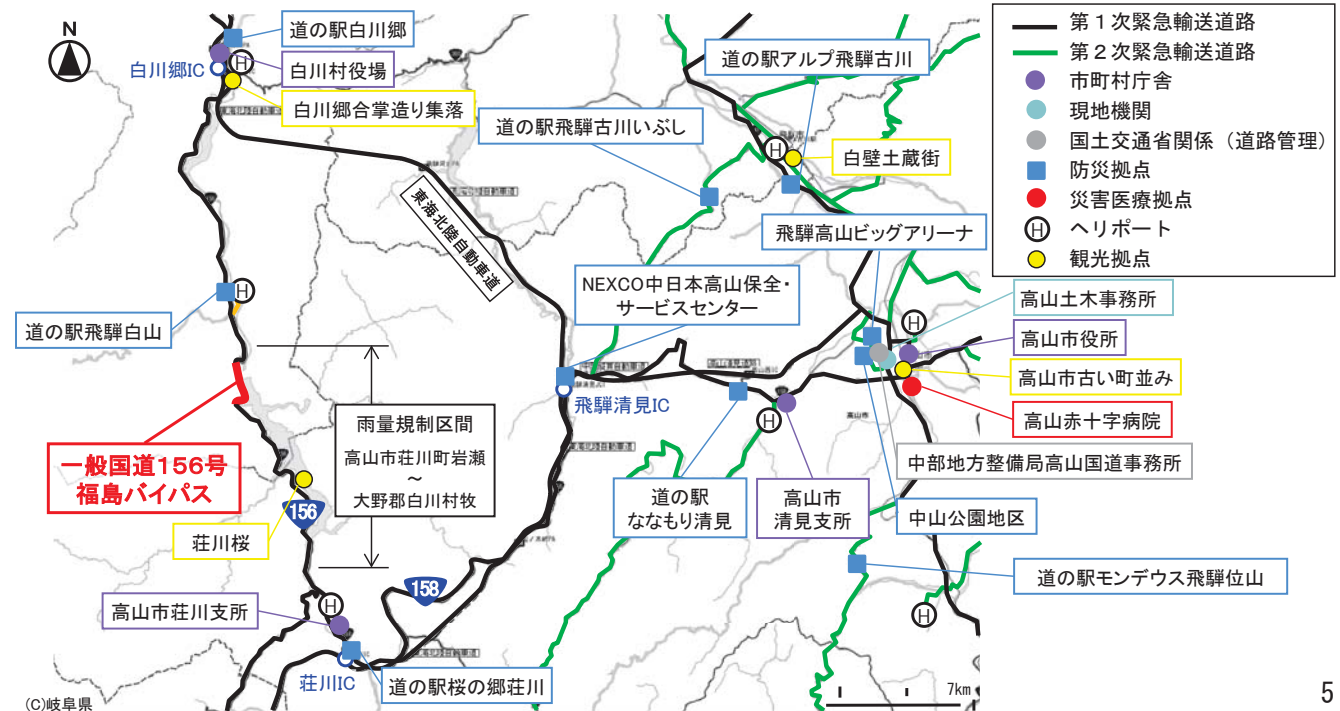 N
道の駅白川郷
白川郷IC
白川村役場
白川郷合掌造り集落
道の駅飛騨古川いぶし
道の駅アルプ飛騨古川
白壁土蔵街
飛騨高山ビッグアリーナ
東海北陸自動車道
NEXCO中日本高山保全・
サービスセンター
道の駅飛騨白山
一般国道156号
福島バイパス
雨量規制区間
高山市荘川町岩瀬
～
大野郡白川村牧
飛騨清見IC
荘川桜
156
158
高山市荘川支所
荘川IC
道の駅桜の郷荘川
道の駅
ななもり清見
高山市
清見支所
中山公園地区
道の駅モンデウス飛騨位山
高山土木事務所
高山市役所
高山市古い町並み
高山赤十字病院
中部地方整備局高山国道事務所
高山市
第1次緊急輸送道路
第2次緊急輸送道路
市町村庁舎
現地機関
国土交通省関係（道路管理）
防災拠点
災害医療拠点
H ヘリポート
観光拠点
H
H
H
H
H
H
H
7km
(C)岐阜県
5